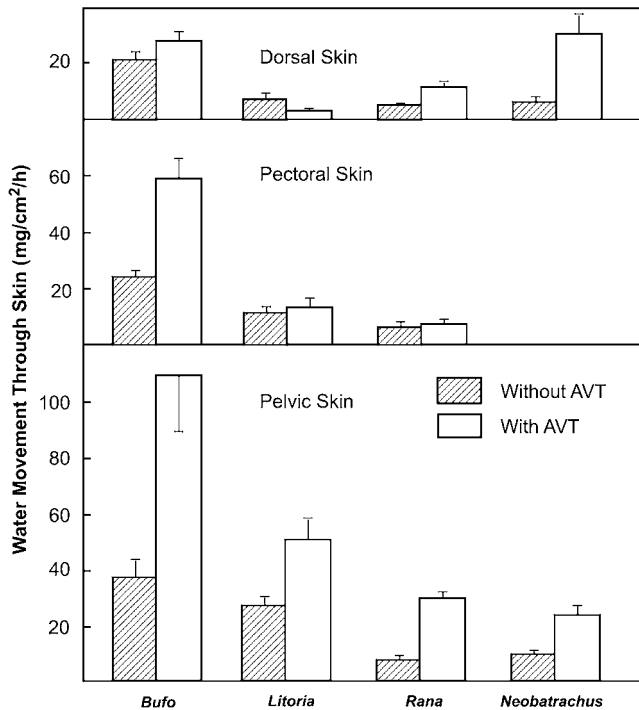 Water Movement Through Skin (mg/cm²/h)
20
Dorsal Skin
60
40
20
Pectoral Skin
100
80
60
40
20
Pelvic Skin
Without AVT
With AVT
Bufo
Litoria
Rana
Neobatrachus